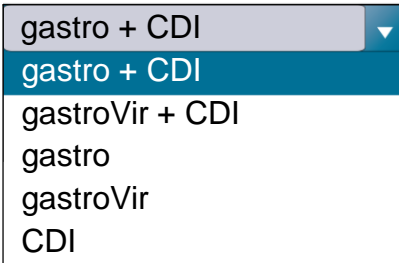 gastro + CDI
gastro + CDI
gastroVir + CDI
gastro
gastroVir
CDI